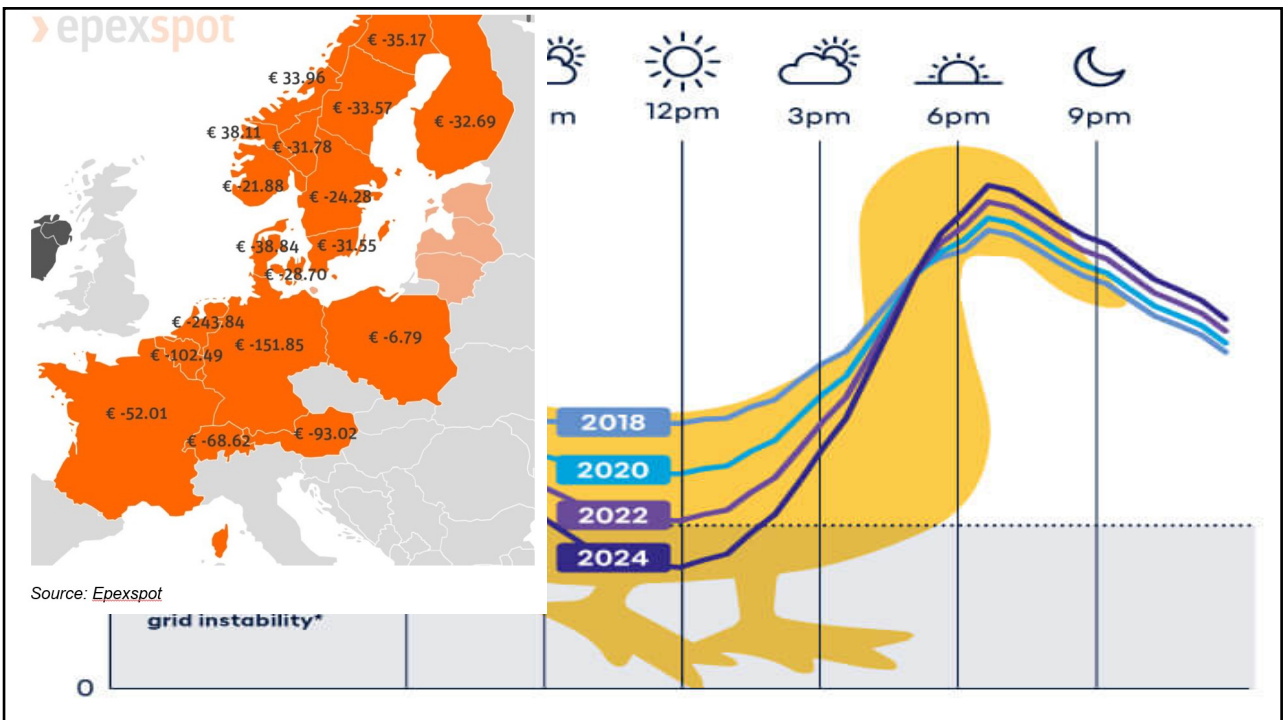 epexspot
€ -35.17
€ 33.96
€ -33.57
€ -32.69
€ 38.11
€ -31.78
€ -21.88
€ -24.28
€ -38.84
€ -31.55
€ -28.70
€ -243.84
€ -151.85
€ -6.79
€ -102.49
€ -52.01
€ -68.62
€ -93.02
Source: Epexspot
m
12pm
3pm
6pm
9pm
2018
2020
2022
2024
grid instability*
0